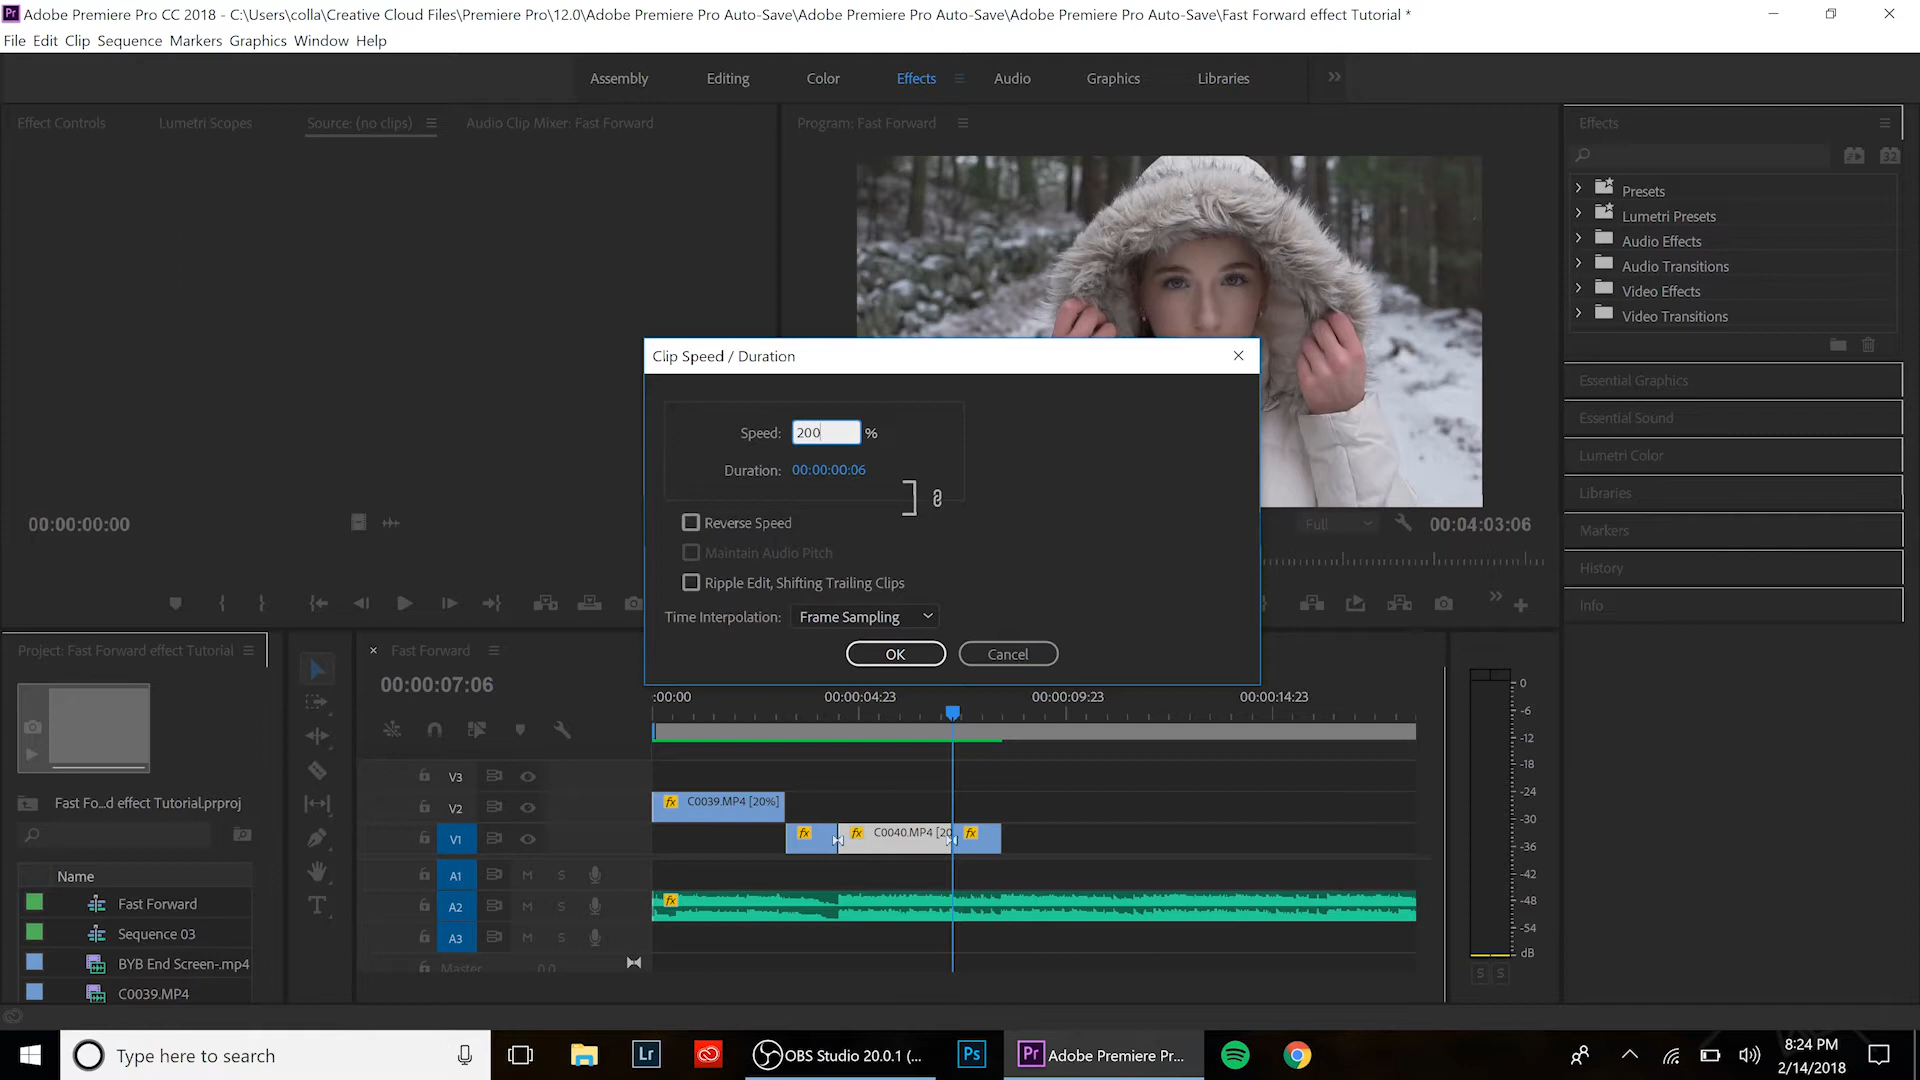 Adobe Premiere Pro CC 2018 - C:\Users\colla\Creative Cloud Files\Premiere Pro\12.0\Adobe Premiere Pro Auto-Save\Adobe Premiere Pro Auto-Save\Adobe Premiere Pro Auto-Save\Fast Forward effect Tutorial *
File Edit Clip Sequence Markers Graphics Window Help
Assembly Editing Color Effects Audio Graphics Libraries
Effect Controls Lumetri Scopes Source: (no clips) Audio Clip Mixer: Fast Forward
Program: Fast Forward
Effects
32
Presets
Lumetri Presets
Audio Effects
Audio Transitions
Video Effects
Video Transitions
Essential Graphics
Essential Sound
Lumetri Color
Libraries
Markers
History
Info
Clip Speed / Duration
Speed: 200 %
Duration: 00:00:00:06
Reverse Speed
Maintain Audio Pitch
Ripple Edit, Shifting Trailing Clips
Time Interpolation: Frame Sampling
OK Cancel
00:00:00:00
Full 00:04:03:06
Project: Fast Forward effect Tutorial
Fast Fo...d effect Tutorial.prproj
Name
Fast Forward
Sequence 03
BYB End Screen-.mp4
C0039.MP4
Fast Forward
00:00:07:06
:00:00 00:00:04:23 00:00:09:23 00:00:14:23
V3
V2 fx C0039.MP4 [20%]
V1 fx fx C0040.MP4 [20 fx
A1 M S
A2 M S fx
A3 M S
Master 0.0
0
-6
-12
-18
-24
-30
-36
-42
-48
-54
dB
S S
Type here to search
Lr
OBS Studio 20.0.1 (...
Ps
Pr Adobe Premiere Pr...
8:24 PM
2/14/2018